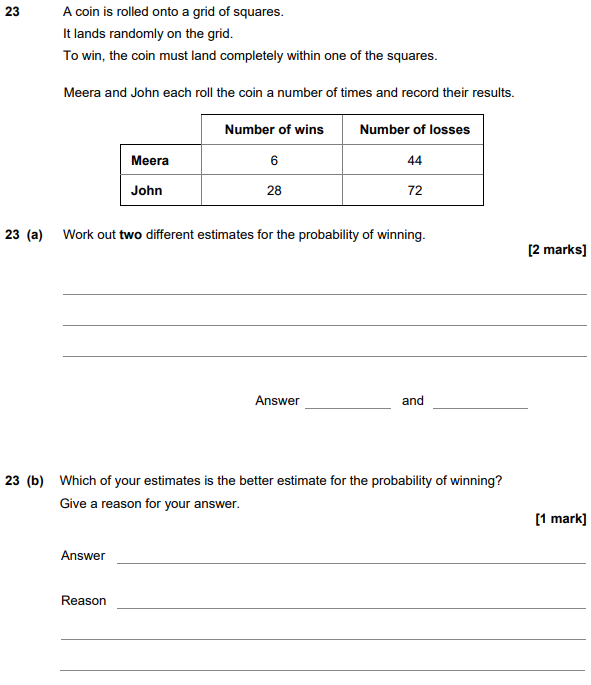 23 A coin is rolled onto a grid of squares.
It lands randomly on the grid.
To win, the coin must land completely within one of the squares.
Meera and John each roll the coin a number of times and record their results.
Number of wins Number of losses
Meera 6 44
John 28 72
23 (a) Work out two different estimates for the probability of winning.
[2 marks]
Answer and
23 (b) Which of your estimates is the better estimate for the probability of winning?
Give a reason for your answer.
[1 mark]
Answer
Reason